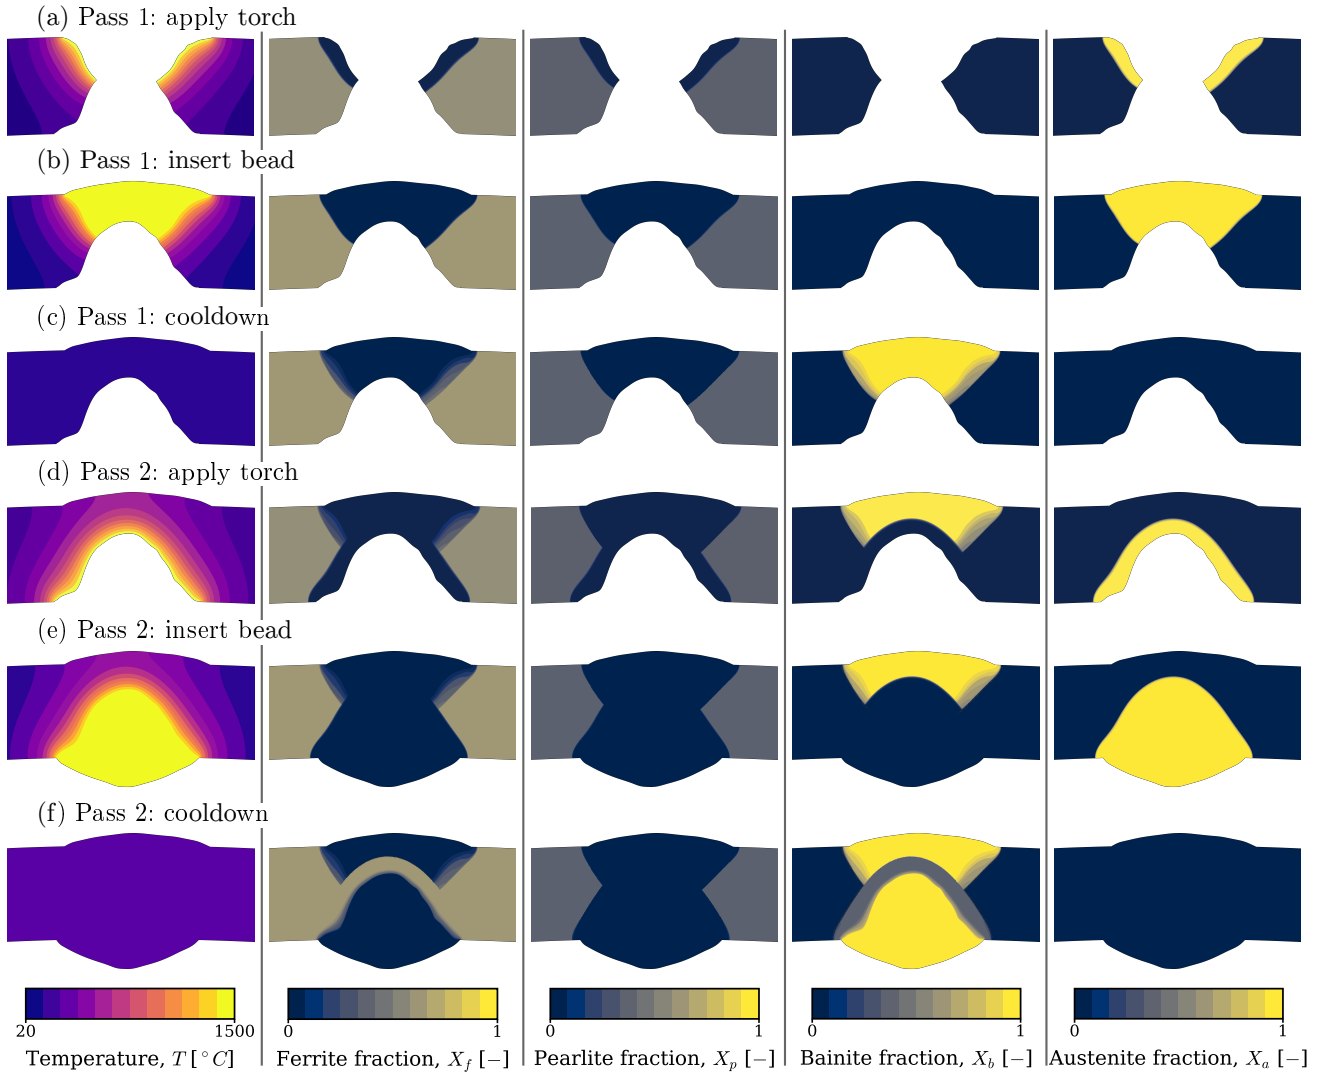 (a) Pass 1: apply torch
(b) Pass 1: insert bead
(c) Pass 1: cooldown
(d) Pass 2: apply torch
(e) Pass 2: insert bead
(f) Pass 2: cooldown
20 1500 0 1 0 1 0 1 0 1
Temperature, T [°C] Ferrite fraction, X_f [−] Pearlite fraction, X_p [−] Bainite fraction, X_b [−] Austenite fraction, X_a [−]